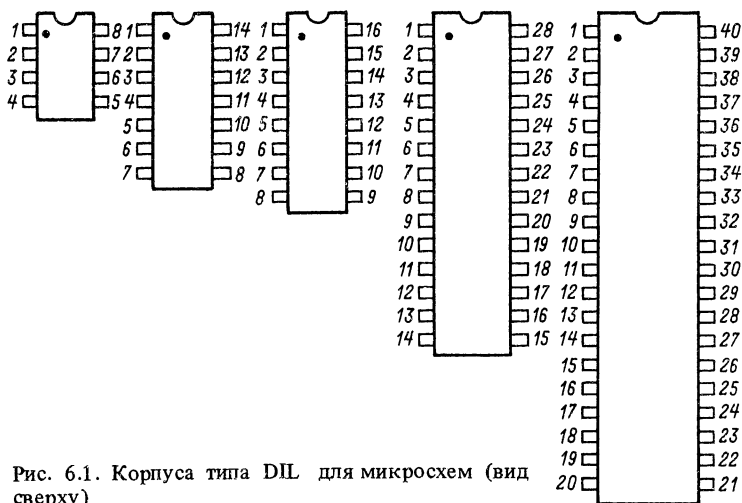 1 8 1 14 1 16 1 28 1 40
2 7 2 13 2 15 2 27 2 39
3 6 3 12 3 14 3 26 3 38
4 5 4 11 4 13 4 25 4 37
5 10 5 12 5 24 5 36
6 9 6 11 6 23 6 35
7 8 7 10 7 22 7 34
8 9 8 21 8 33
9 20 9 32
10 19 10 31
11 18 11 30
12 17 12 29
13 16 13 28
14 15 14 27
15 26
16 25
17 24
18 23
19 22
20 21
Рис. 6.1. Корпуса типа DIL для микросхем (вид
сверху)